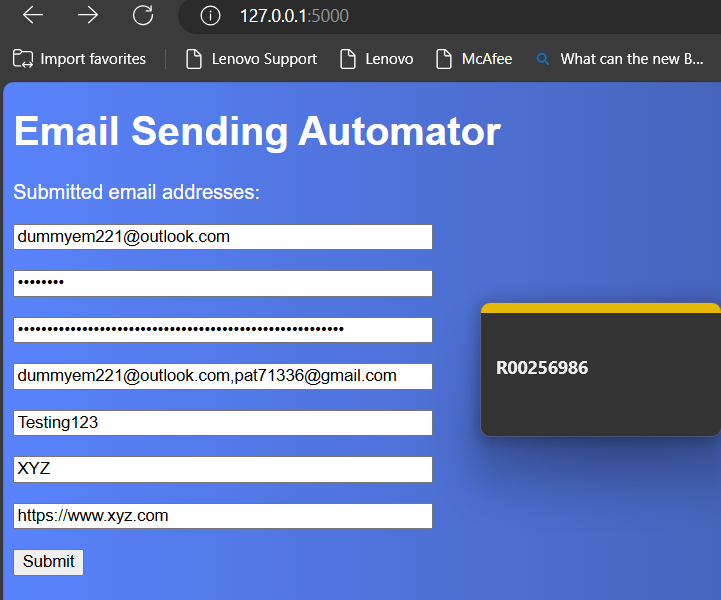 127.0.0.1:5000
Import favorites Lenovo Support Lenovo McAfee What can the new B...
Email Sending Automator
Submitted email addresses:
dummyem221@outlook.com
••••••••
••••••••••••••••••••••••••••••••••••••••••••••••••••••••
dummyem221@outlook.com,pat71336@gmail.com
Testing123
XYZ
https://www.xyz.com
Submit
R00256986